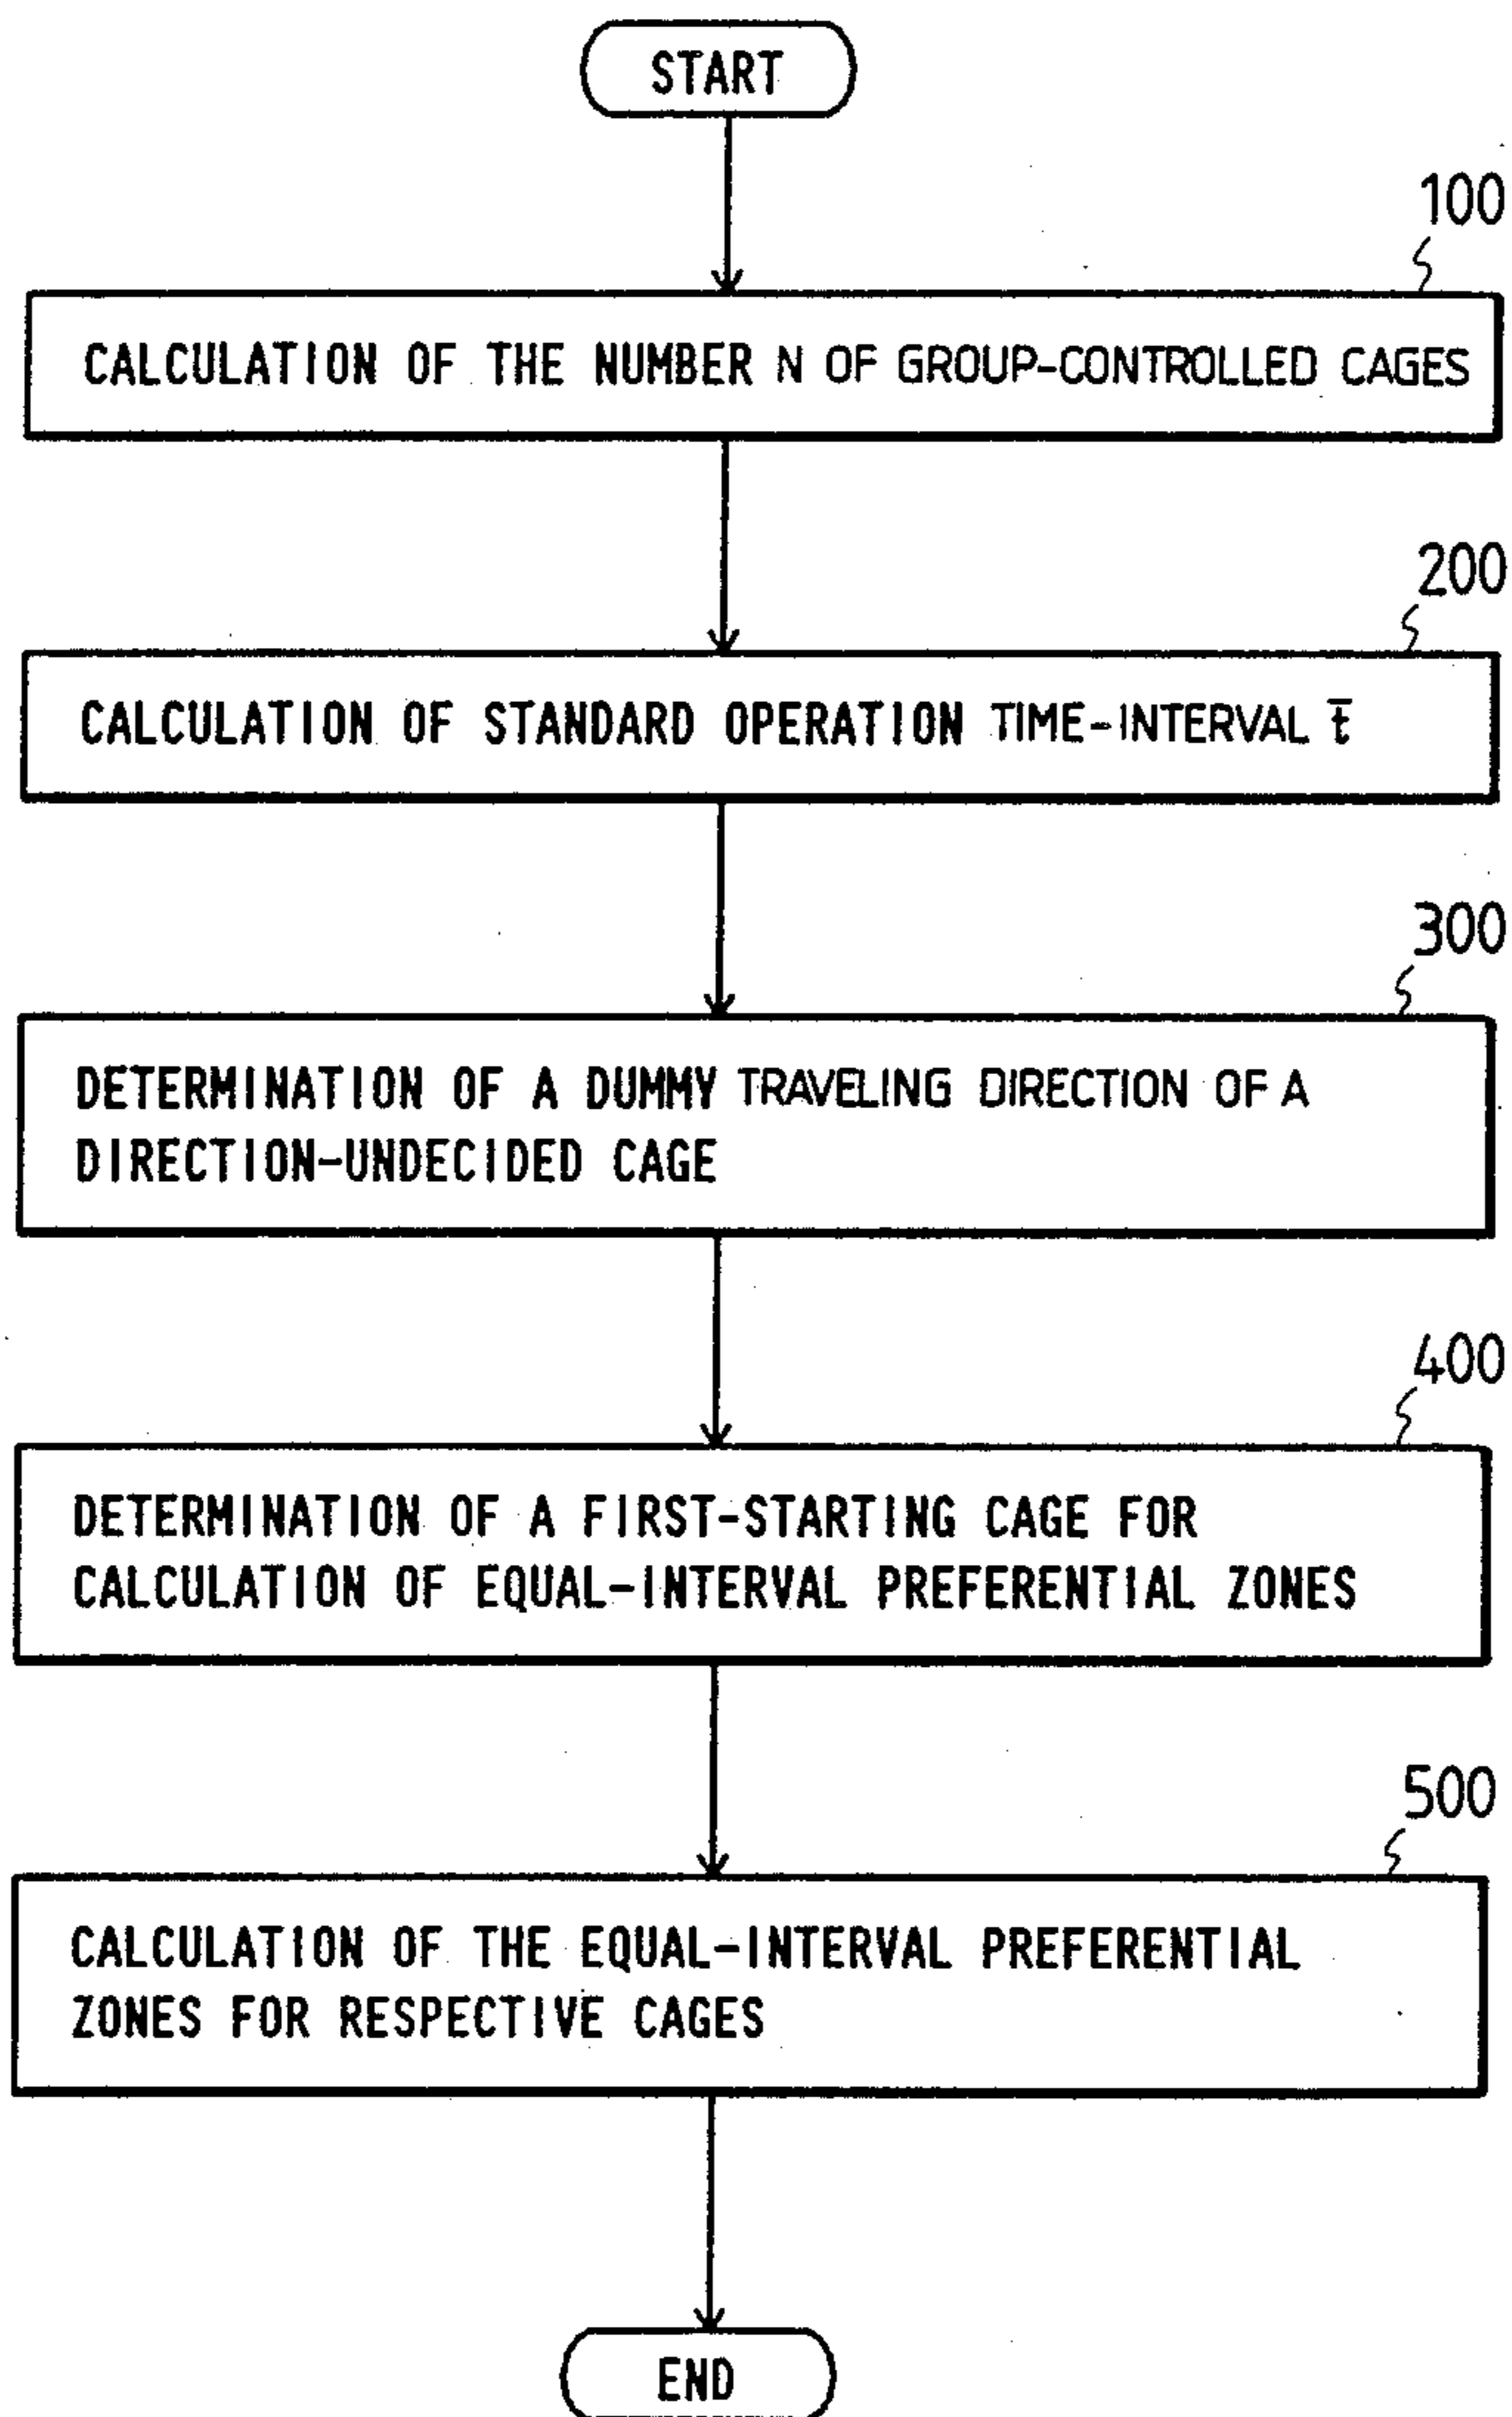 START
100
CALCULATION OF THE NUMBER N OF GROUP-CONTROLLED CAGES
200
CALCULATION OF STANDARD OPERATION TIME-INTERVAL t̄
300
DETERMINATION OF A DUMMY TRAVELING DIRECTION OF A
DIRECTION-UNDECIDED CAGE
400
DETERMINATION OF A FIRST-STARTING CAGE FOR
CALCULATION OF EQUAL-INTERVAL PREFERENTIAL ZONES
500
CALCULATION OF THE EQUAL-INTERVAL PREFERENTIAL
ZONES FOR RESPECTIVE CAGES
END